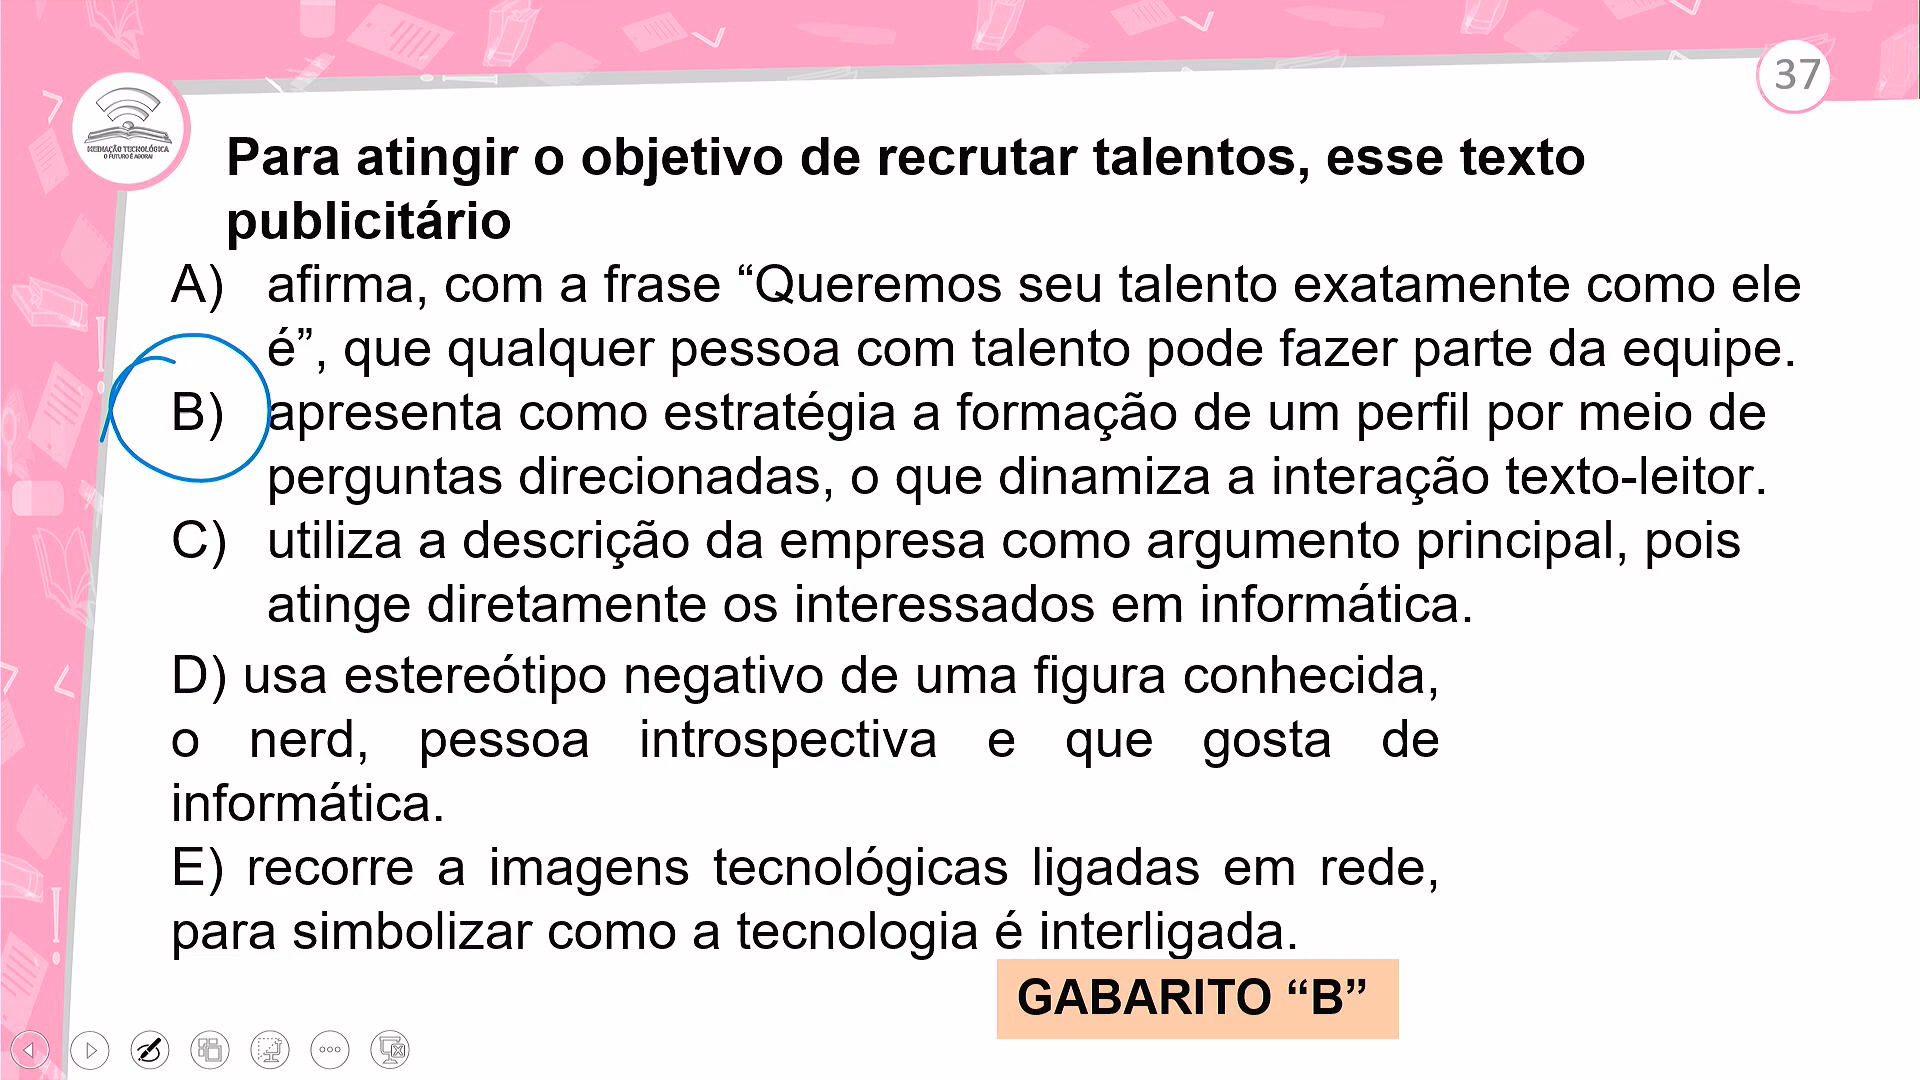 37
MEDIAÇÃO TECNOLÓGICA
O FUTURO É AGORA!
Para atingir o objetivo de recrutar talentos, esse texto
publicitário
A) afirma, com a frase “Queremos seu talento exatamente como ele
é”, que qualquer pessoa com talento pode fazer parte da equipe.
B) apresenta como estratégia a formação de um perfil por meio de
perguntas direcionadas, o que dinamiza a interação texto-leitor.
C) utiliza a descrição da empresa como argumento principal, pois
atinge diretamente os interessados em informática.
D) usa estereótipo negativo de uma figura conhecida,
o nerd, pessoa introspectiva e que gosta de
informática.
E) recorre a imagens tecnológicas ligadas em rede,
para simbolizar como a tecnologia é interligada.
GABARITO “B”